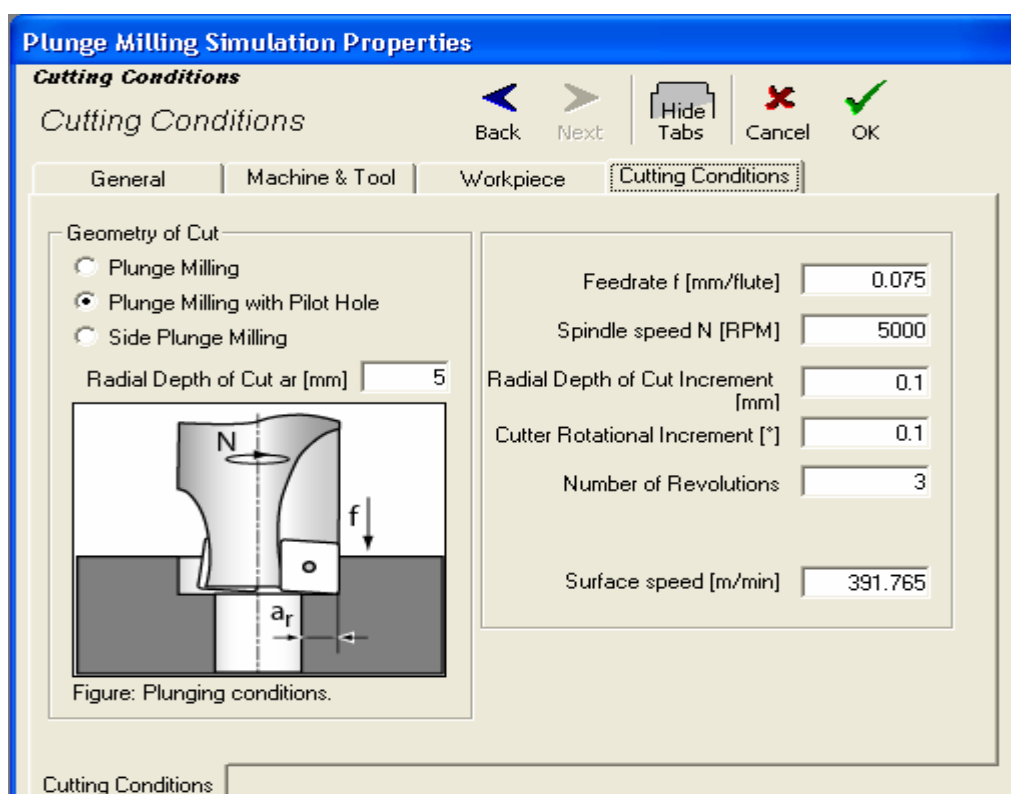 Plunge Milling Simulation Properties
Cutting Conditions
Cutting Conditions
Back Next Hide Tabs Cancel OK
General Machine & Tool Workpiece Cutting Conditions
Geometry of Cut
Plunge Milling
Plunge Milling with Pilot Hole
Side Plunge Milling
Radial Depth of Cut ar [mm] 5
N
f
ar
Figure: Plunging conditions.
Feedrate f [mm/flute] 0.075
Spindle speed N [RPM] 5000
Radial Depth of Cut Increment [mm] 0.1
Cutter Rotational Increment [°] 0.1
Number of Revolutions 3
Surface speed [m/min] 391.765
Cutting Conditions